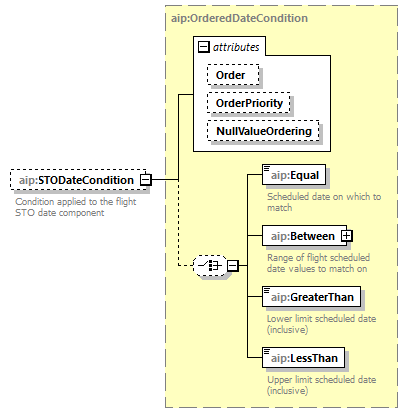 aip:OrderedDateCondition
attributes
Order
OrderPriority
NullValueOrdering
aip:STODateCondition
Condition applied to the flight
STO date component
aip:Equal
Scheduled date on which to
match
aip:Between
Range of flight scheduled
date values to match on
aip:GreaterThan
Lower limit scheduled date
(inclusive)
aip:LessThan
Upper limit scheduled date
(inclusive)